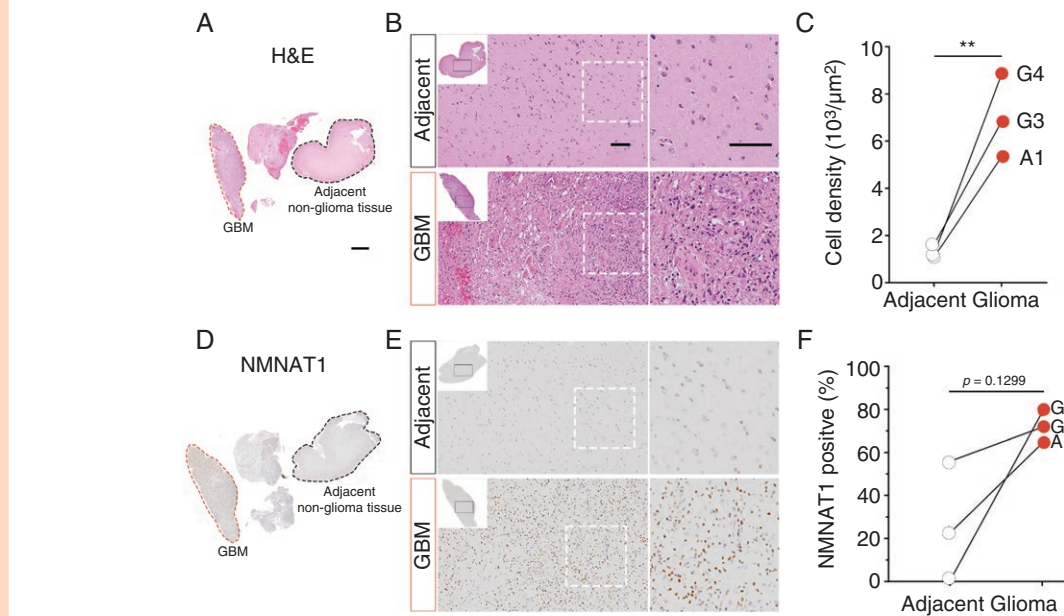 A
H&E
GBM
Adjacent
non-glioma tissue
B
Adjacent
GBM
C
Cell density (10³/μm²)
10
8
6
4
2
0
**
G4
G3
A1
Adjacent Glioma
D
NMNAT1
GBM
Adjacent
non-glioma tissue
E
Adjacent
GBM
F
NMNAT1 positve (%)
100
80
60
40
20
0
p = 0.1299
G
G
A
Adjacent Glioma